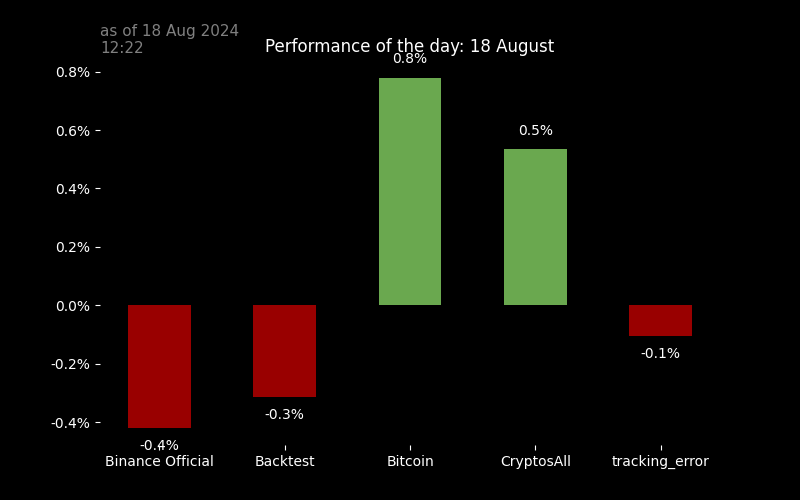 as of 18 Aug 2024
12:22
Performance of the day: 18 August
0.8%
0.6%
0.4%
0.2%
0.0%
-0.2%
-0.4%
-0.4%
-0.3%
0.8%
0.5%
-0.1%
Binance Official
Backtest
Bitcoin
CryptosAll
tracking_error